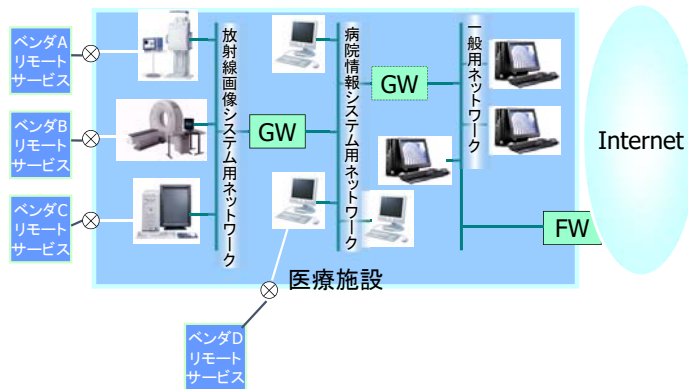 ベンダA
リモート
サービス
ベンダB
リモート
サービス
ベンダC
リモート
サービス
放射線画像システム用ネットワーク
GW
病院情報システム用ネットワーク
GW
一般用ネットワーク
Internet
FW
医療施設
ベンダD
リモート
サービス